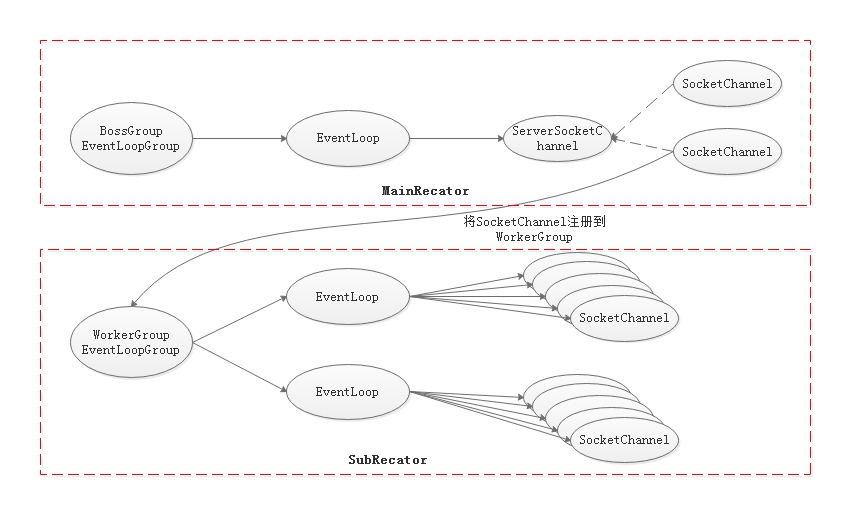 BossGroup
EventLoopGroup
EventLoop
ServerSocketC
hannel
SocketChannel
SocketChannel
MainRecator
将SocketChannel注册到
WorkerGroup
WorkerGroup
EventLoopGroup
EventLoop
SocketChannel
EventLoop
SocketChannel
SubRecator